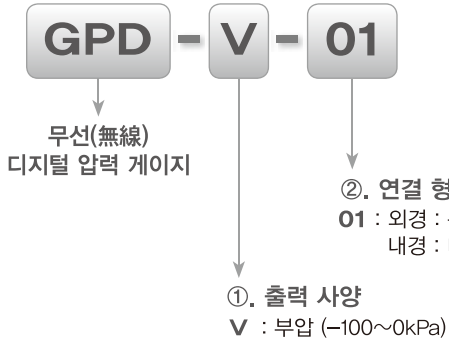 GPD - V - 01
무선(無線)
디지털 압력 게이지
②. 연결 형
01 : 외경 :
내경 :
①. 출력 사양
V : 부압 (–100~0kPa)